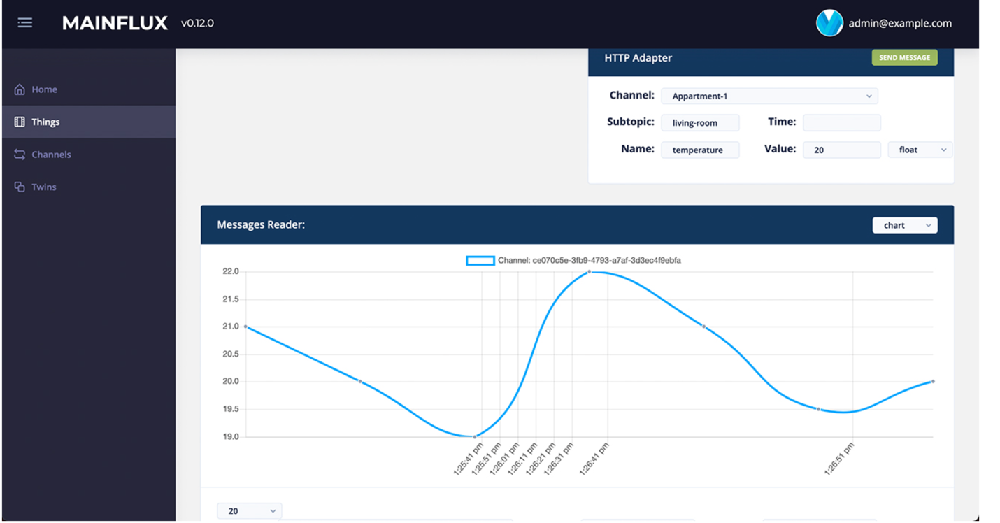 MAINFLUX v0.12.0
admin@example.com
Home
Things
Channels
Twins
HTTP Adapter
SEND MESSAGE
Channel: Appartment-1
Subtopic: living-room Time:
Name: temperature Value: 20 float
Messages Reader:
chart
Channel: ce070c5e-3fb9-4793-a7af-3d3ec4f9ebfa
22.0
21.5
21.0
20.5
20.0
19.5
19.0
1:25:41 pm
1:25:51 pm
1:26:01 pm
1:26:11 pm
1:26:21 pm
1:26:31 pm
1:26:41 pm
1:26:51 pm
20